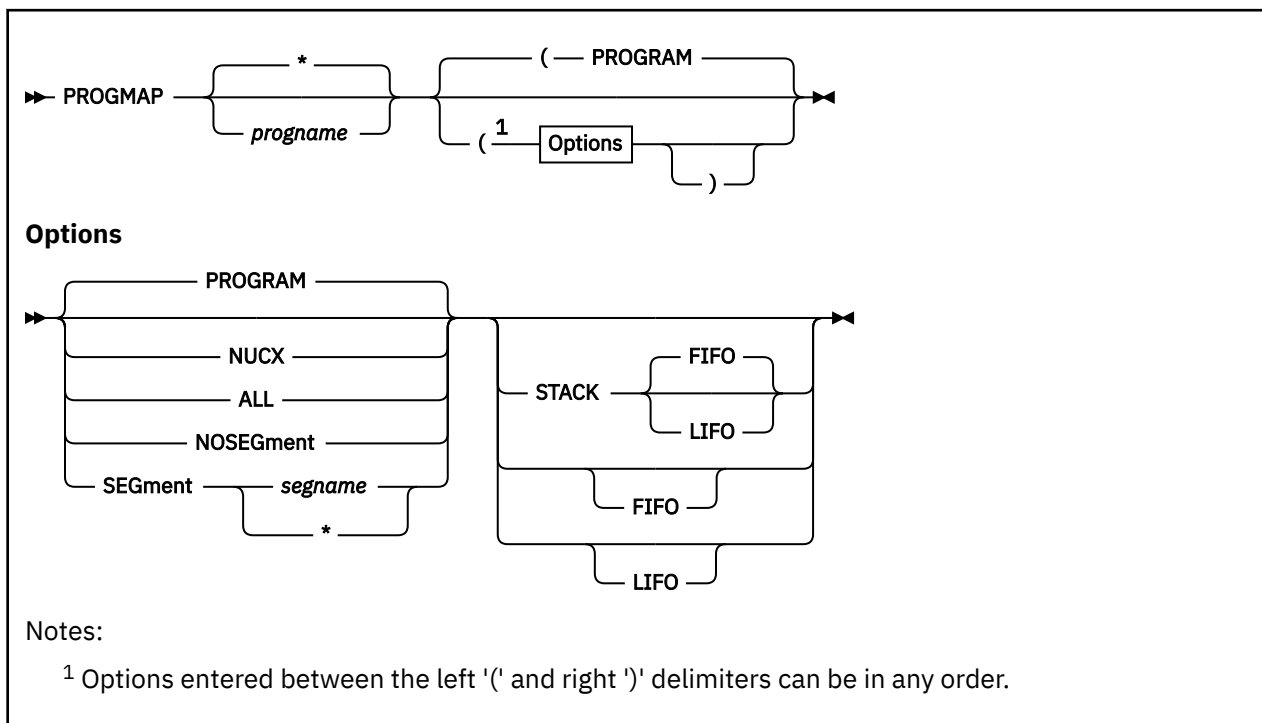 ( PROGRAM
*
PROGMAP
progname
( 1 Options
)
Options
PROGRAM
NUCX
ALL
NOSEGment
SEGment segname
*
STACK FIFO
LIFO
FIFO
LIFO
Notes:
1 Options entered between the left '(' and right ')' delimiters can be in any order.